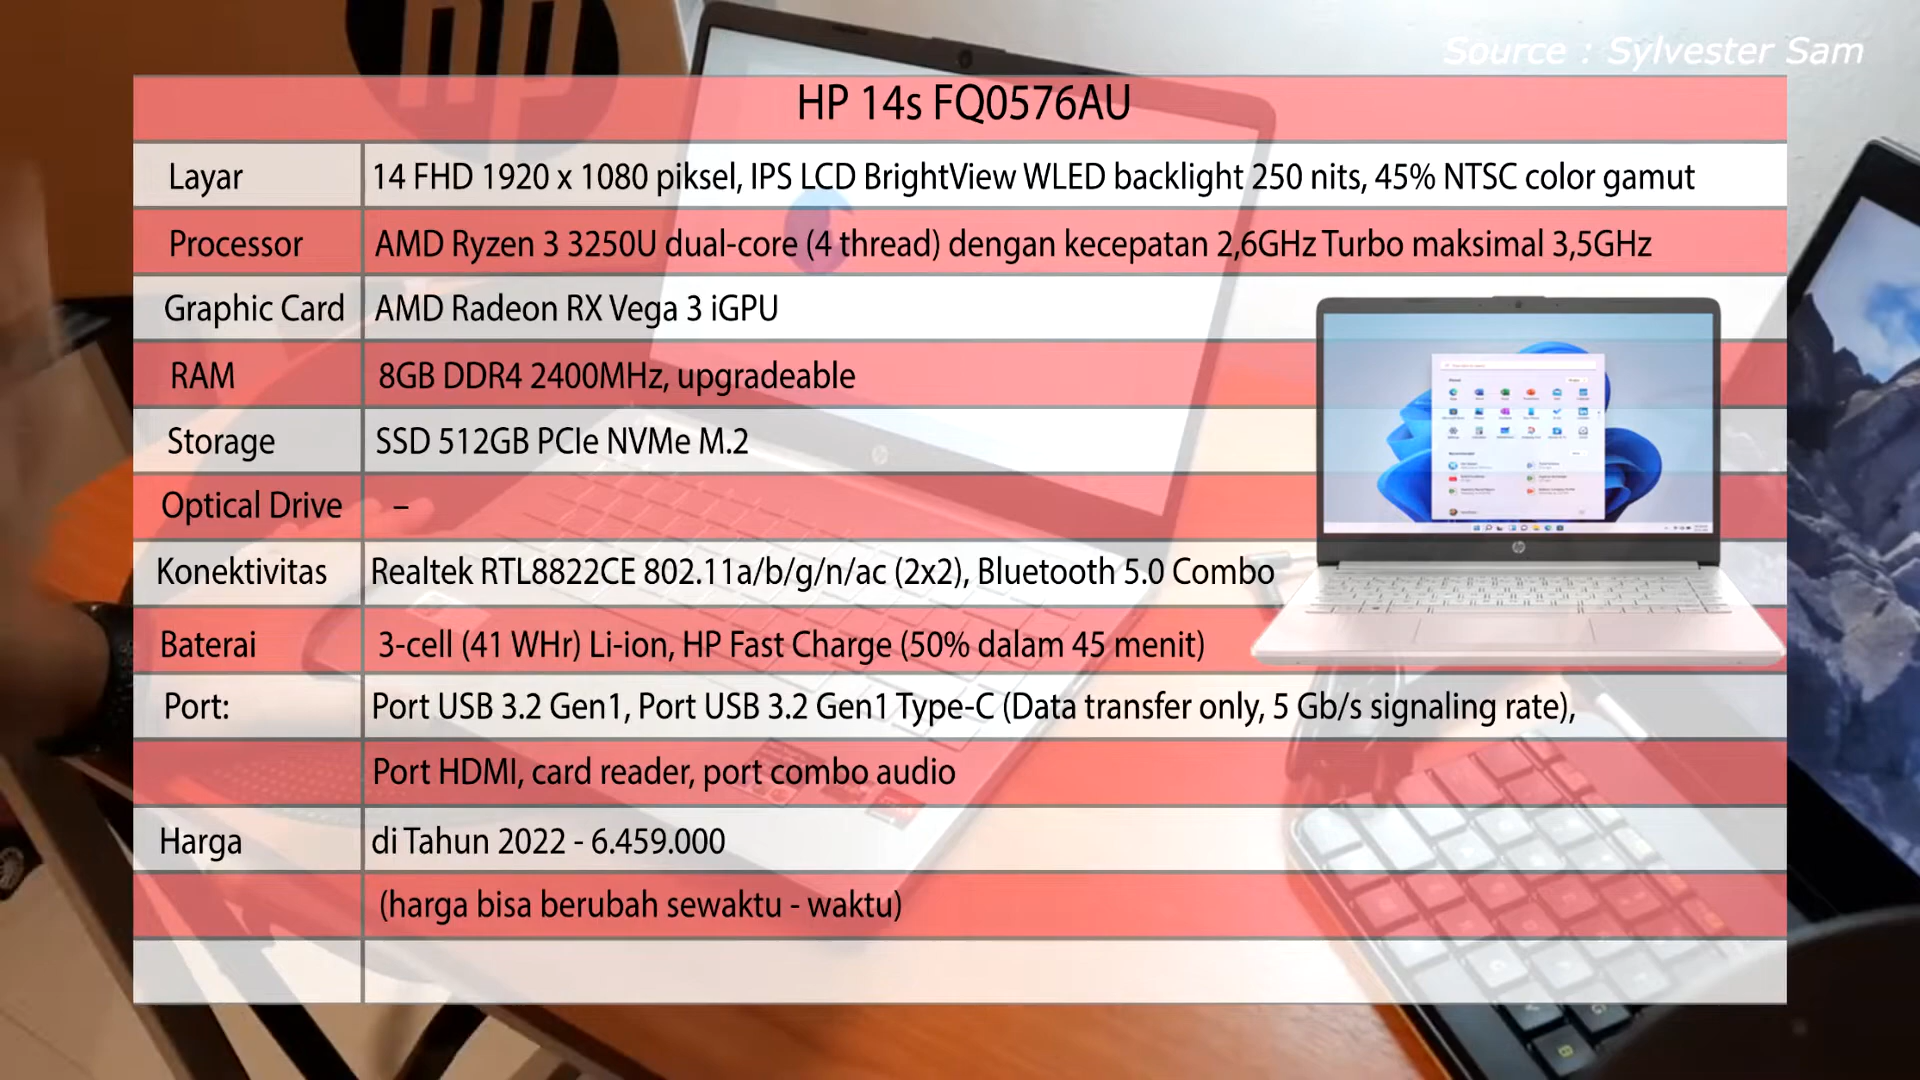 Source : Sylvester Sam
HP 14s FQ0576AU
Layar 14 FHD 1920 x 1080 piksel, IPS LCD BrightView WLED backlight 250 nits, 45% NTSC color gamut
Processor AMD Ryzen 3 3250U dual-core (4 thread) dengan kecepatan 2,6GHz Turbo maksimal 3,5GHz
Graphic Card AMD Radeon RX Vega 3 iGPU
RAM 8GB DDR4 2400MHz, upgradeable
Storage SSD 512GB PCIe NVMe M.2
Optical Drive –
Konektivitas Realtek RTL8822CE 802.11a/b/g/n/ac (2x2), Bluetooth 5.0 Combo
Baterai 3-cell (41 WHr) Li-ion, HP Fast Charge (50% dalam 45 menit)
Port: Port USB 3.2 Gen1, Port USB 3.2 Gen1 Type-C (Data transfer only, 5 Gb/s signaling rate),
Port HDMI, card reader, port combo audio
Harga di Tahun 2022 - 6.459.000
(harga bisa berubah sewaktu - waktu)